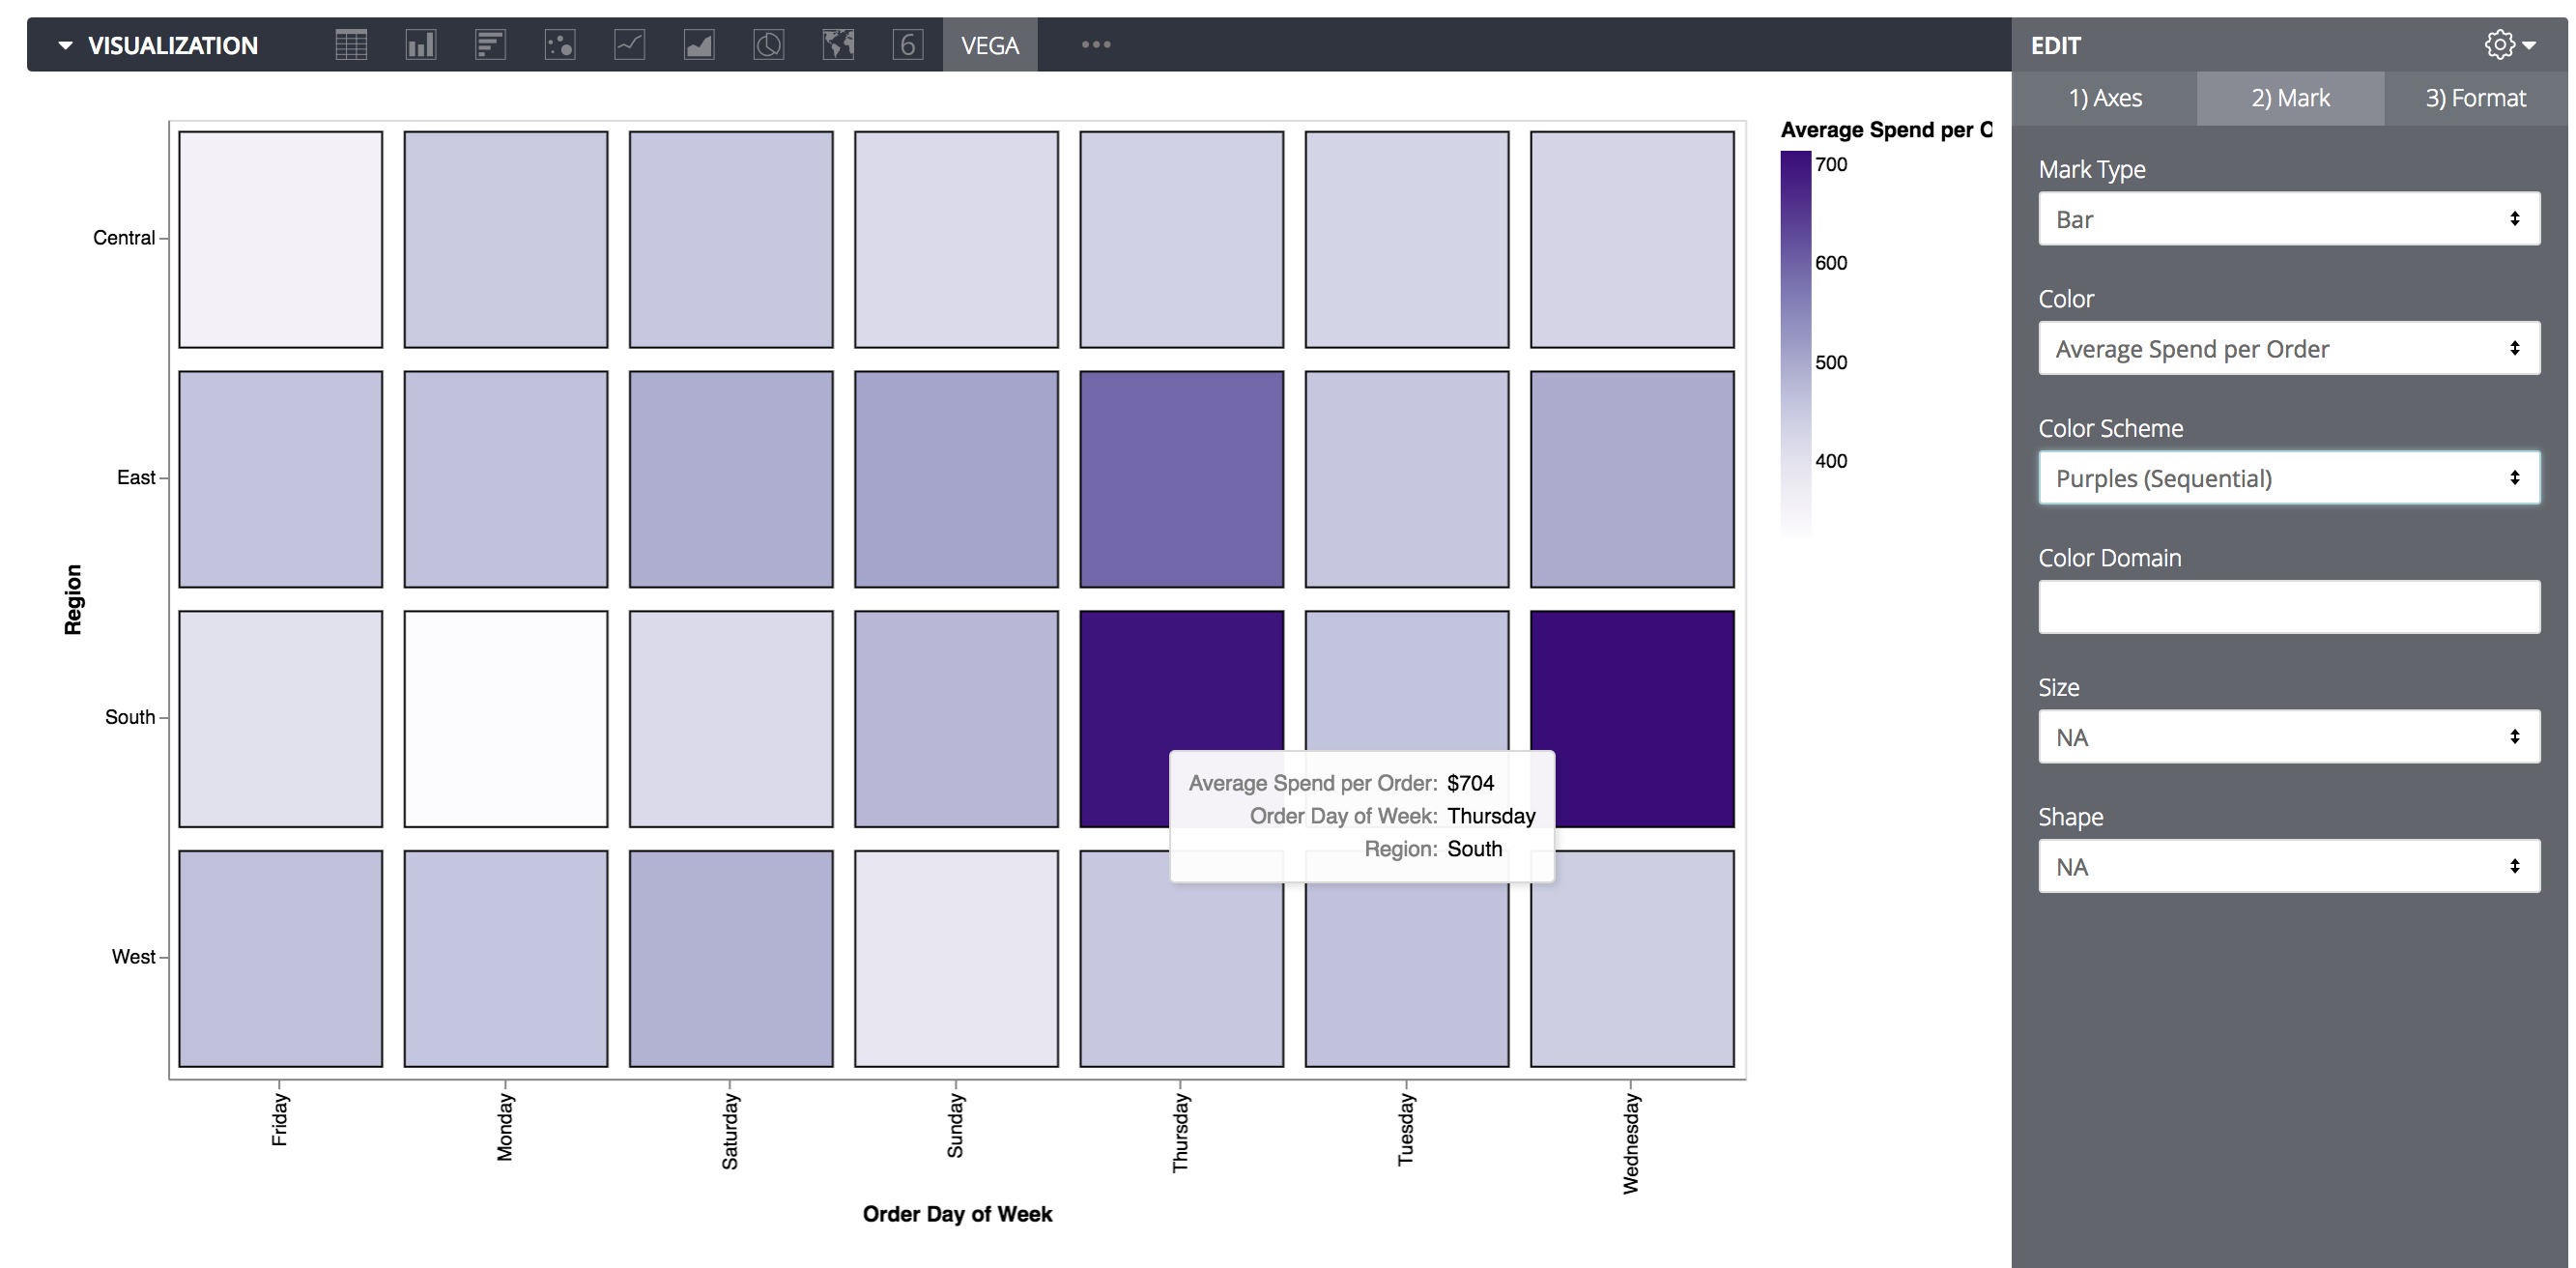 VISUALIZATION
6
VEGA
EDIT
1) Axes
2) Mark
3) Format
Average Spend per O
700
600
500
400
Central
East
South
West
Region
Average Spend per Order: $704
Order Day of Week: Thursday
Region: South
Friday
Monday
Saturday
Sunday
Thursday
Tuesday
Wednesday
Order Day of Week
Mark Type
Bar
Color
Average Spend per Order
Color Scheme
Purples (Sequential)
Color Domain
Size
NA
Shape
NA